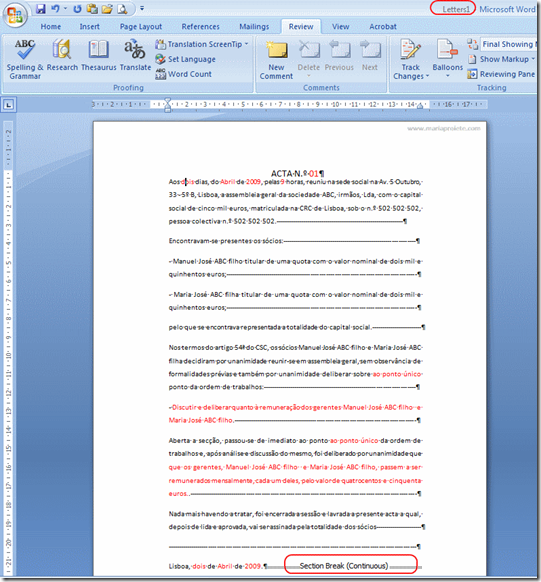 Letters1 Microsoft Word
Home Insert Page Layout References Mailings Review View Acrobat
ABC Spelling & Grammar Research Thesaurus Translate
Translation ScreenTip
Set Language
Word Count
Proofing
New Comment Delete Previous Next
Comments
Track Changes Balloons
Final Showing
Show Markup
Reviewing Pane
Tracking
www.mariaprointe.com
ACTA N.º 01¶
Aos dois dias, do Abril de 2009, pelas 9 horas, reuniu na sede social na Av. 5 Outubro,
33 – 5º B, Lisboa, a assembleia geral da sociedade ABC, irmãos, Lda, com o capital
social de cinco mil euros, matriculada na CRC de Lisboa, sob o n.º 502 502 502,
pessoa colectiva n.º 502 502 502.¶
Encontravam-se presentes os sócios:¶
- Manuel José ABC filho titular de uma quota com o valor nominal de dois mil e
quinhentos euros;¶
- Maria José ABC filha titular de uma quota com o valor nominal de dois mil e
quinhentos euros;¶
pelo que se encontrava representada a totalidade do capital social.¶
Nos termos do artigo 54º do CSC, os sócios Manuel José ABC filho e Maria José ABC
filha decidiram por unanimidade reunir-se em assembleia geral, sem observância de
formalidades prévias e também por unanimidade deliberar sobre ao ponto único
ponto da ordem de trabalhos:¶
- Discutir e deliberar quanto à remuneração dos gerentes Manuel José ABC filho e
Maria José ABC filho.¶
Aberta a secção, passou-se de imediato ao ponto ao ponto único da ordem de
trabalhos e, após análise e discussão do mesmo, foi deliberado por unanimidade que
que os gerentes, Manuel José ABC filho e Maria José ABC filho, passem a ser
remunerados mensalmente, cada um deles, pelo valor de quatrocentos e cinquenta
euros..¶
Nada mais havendo a tratar, foi encerrada a sessão e lavrada a presente acta a qual,
depois de lida e aprovada, vai ser assinada pela totalidade dos sócios¶
¶
Lisboa, dois de Abril de 2009.¶ Section Break (Continuous)